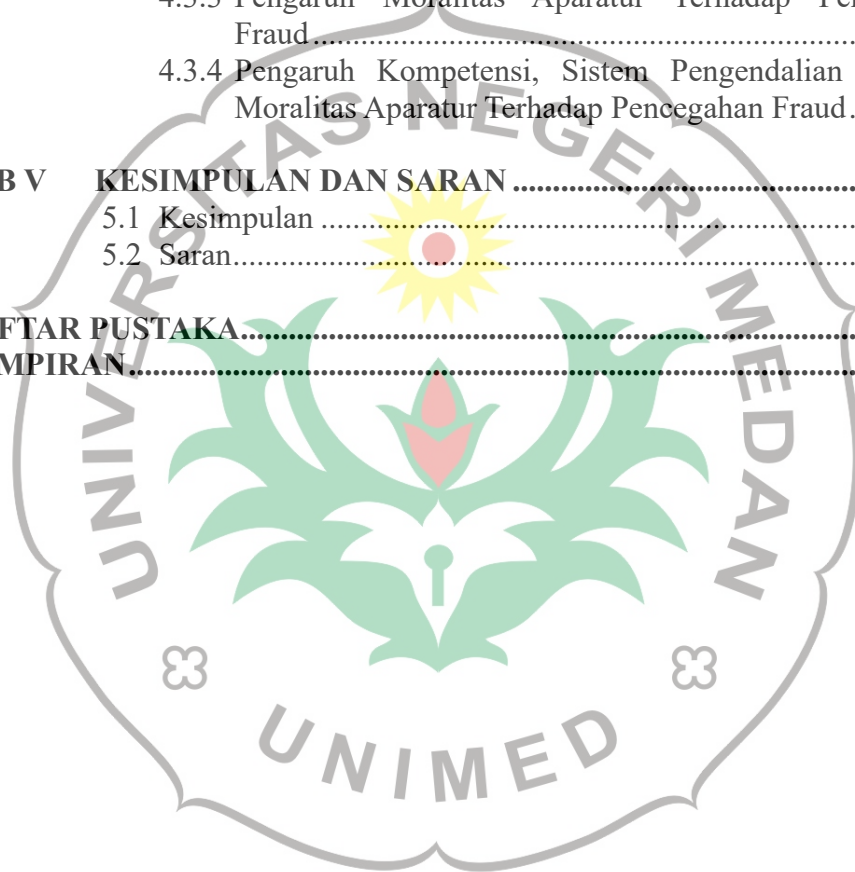 4.3.3 Pengaruh Moralitas Aparatur Terhadap Pen
Fraud
4.3.4 Pengaruh Kompetensi, Sistem Pengendalian
Moralitas Aparatur Terhadap Pencegahan Fraud.
B V KESIMPULAN DAN SARAN
5.1 Kesimpulan
5.2 Saran
FTAR PUSTAKA
MPIRAN
UNIVERSITAS NEGERI MEDAN
UNIMED